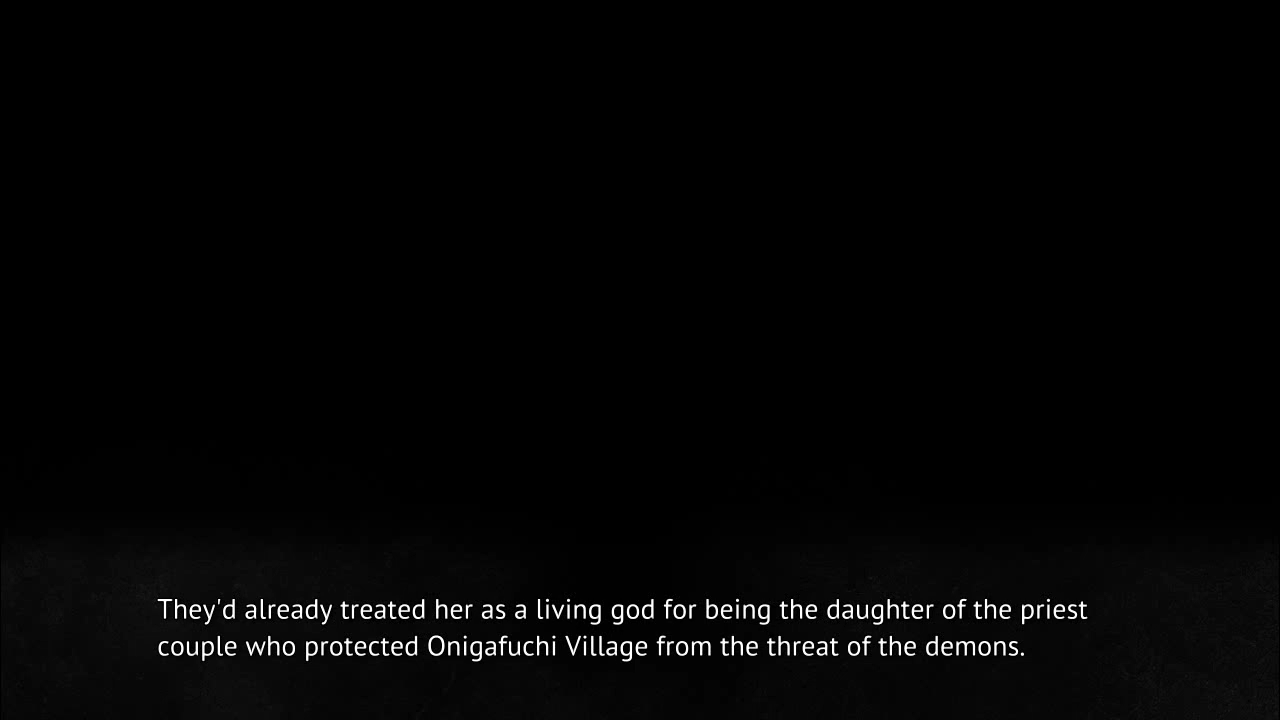 They'd already treated her as a living god for being the daughter of the priest
couple who protected Onigafuchi Village from the threat of the demons.